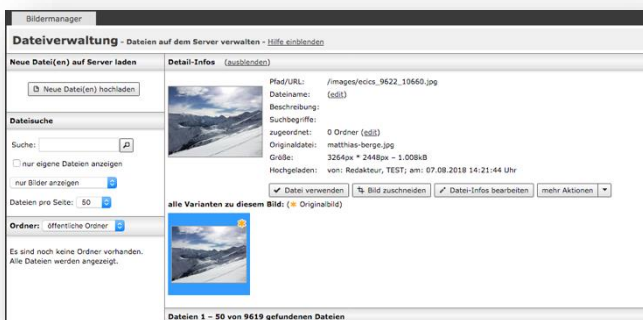 Bildermanager
Dateiverwaltung - Dateien auf dem Server verwalten - Hilfe einblenden
Neue Datei(en) auf Server laden
Neue Datei(en) hochladen
Dateisuche
Suche:
nur eigene Dateien anzeigen
nur Bilder anzeigen
Dateien pro Seite: 50
Ordner: öffentliche Ordner
Es sind noch keine Ordner vorhanden.
Alle Dateien werden angezeigt.
Detail-Infos (ausblenden)
Pfad/URL: /images/ecics_9622_10660.jpg
Dateiname: (edit)
Beschreibung:
Suchbegriffe:
zugeordnet: 0 Ordner (edit)
Originaldatei: matthias-berge.jpg
Größe: 3264px * 2448px - 1.008kB
Hochgeladen: von: Redakteur, TEST; am: 07.08.2018 14:21:44 Uhr
Datei verwenden Bild zuschneiden Datei-Infos bearbeiten mehr Aktionen
alle Varianten zu diesem Bild: ( Originalbild)
Dateien 1 – 50 von 9619 gefundenen Dateien